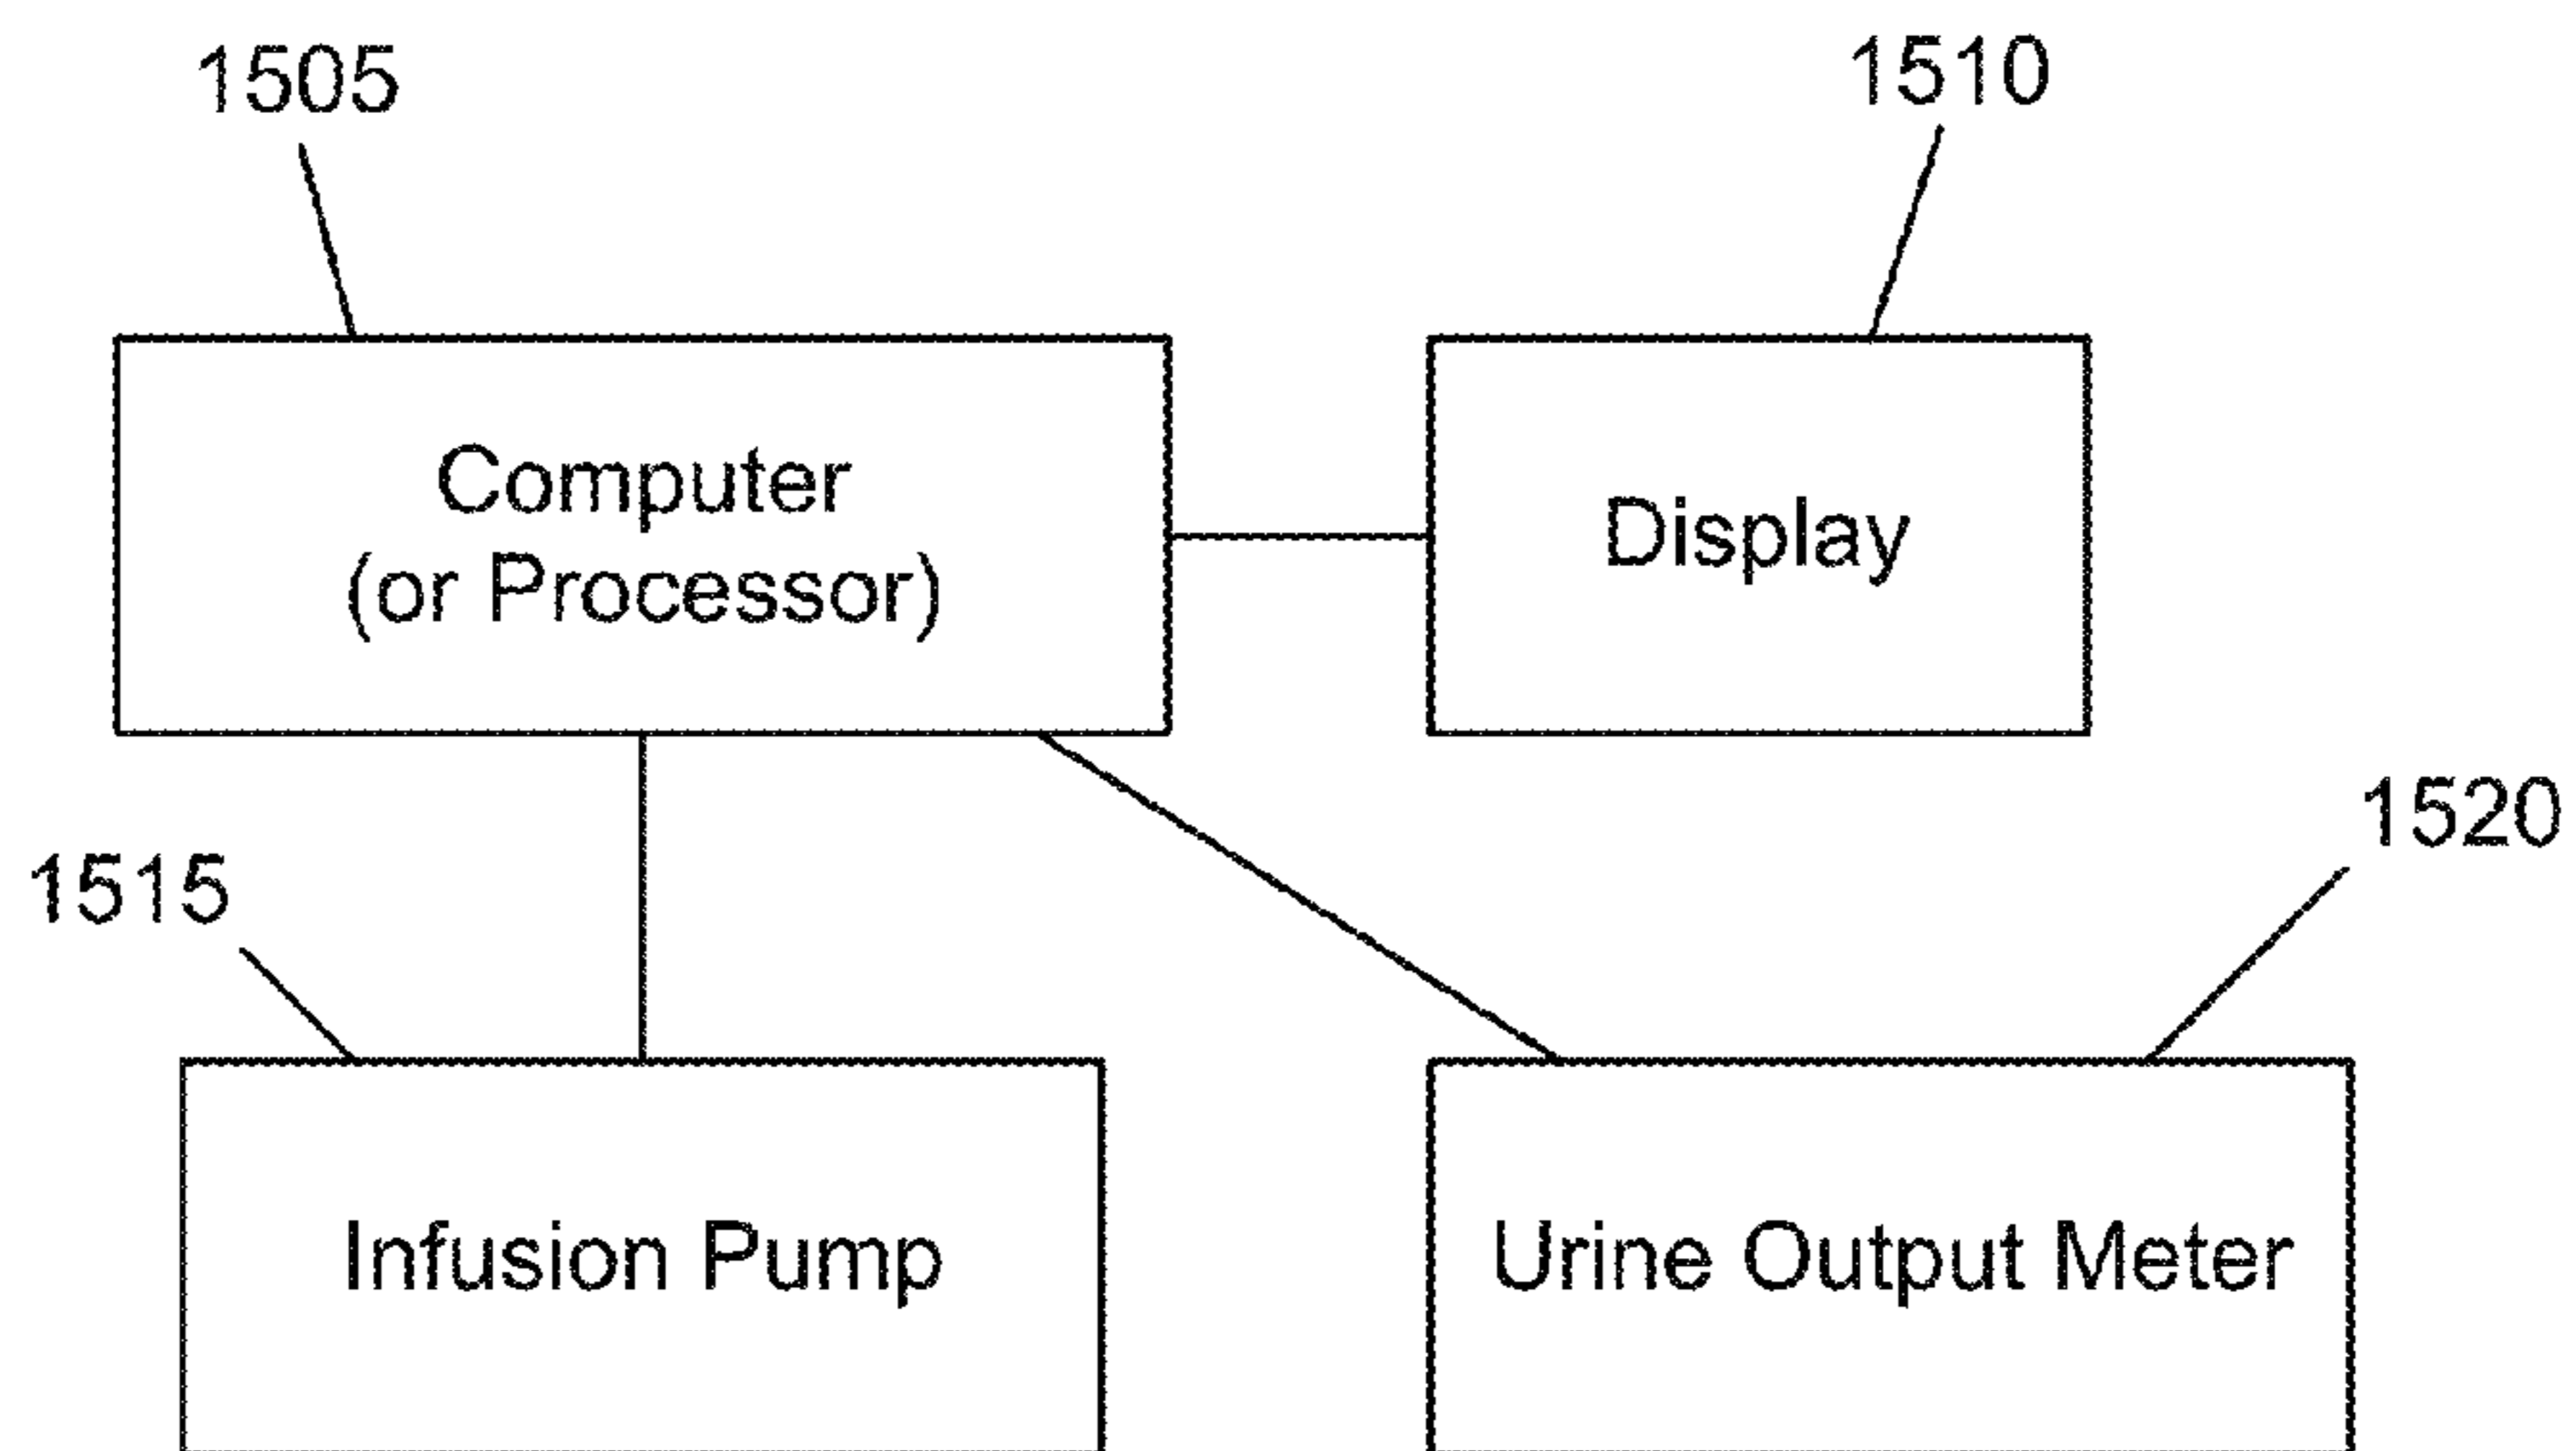 1505
1510
Computer
(or Processor)
Display
1515
1520
Infusion Pump
Urine Output Meter